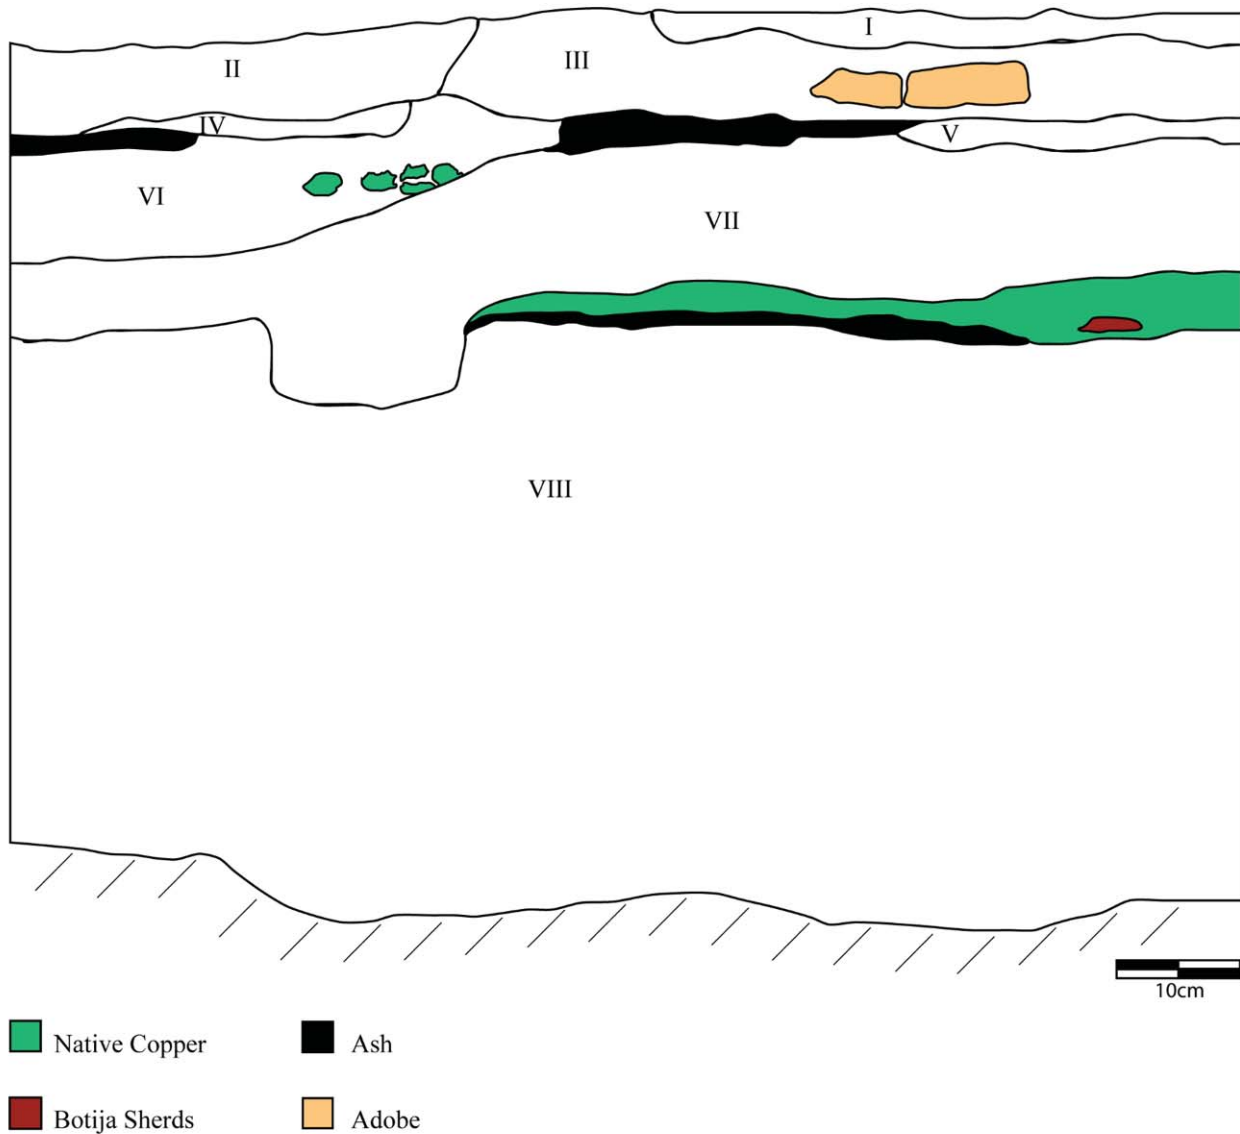 I
II
III
IV
V
VI
VII
VIII
10cm
Native Copper
Ash
Botija Sherds
Adobe